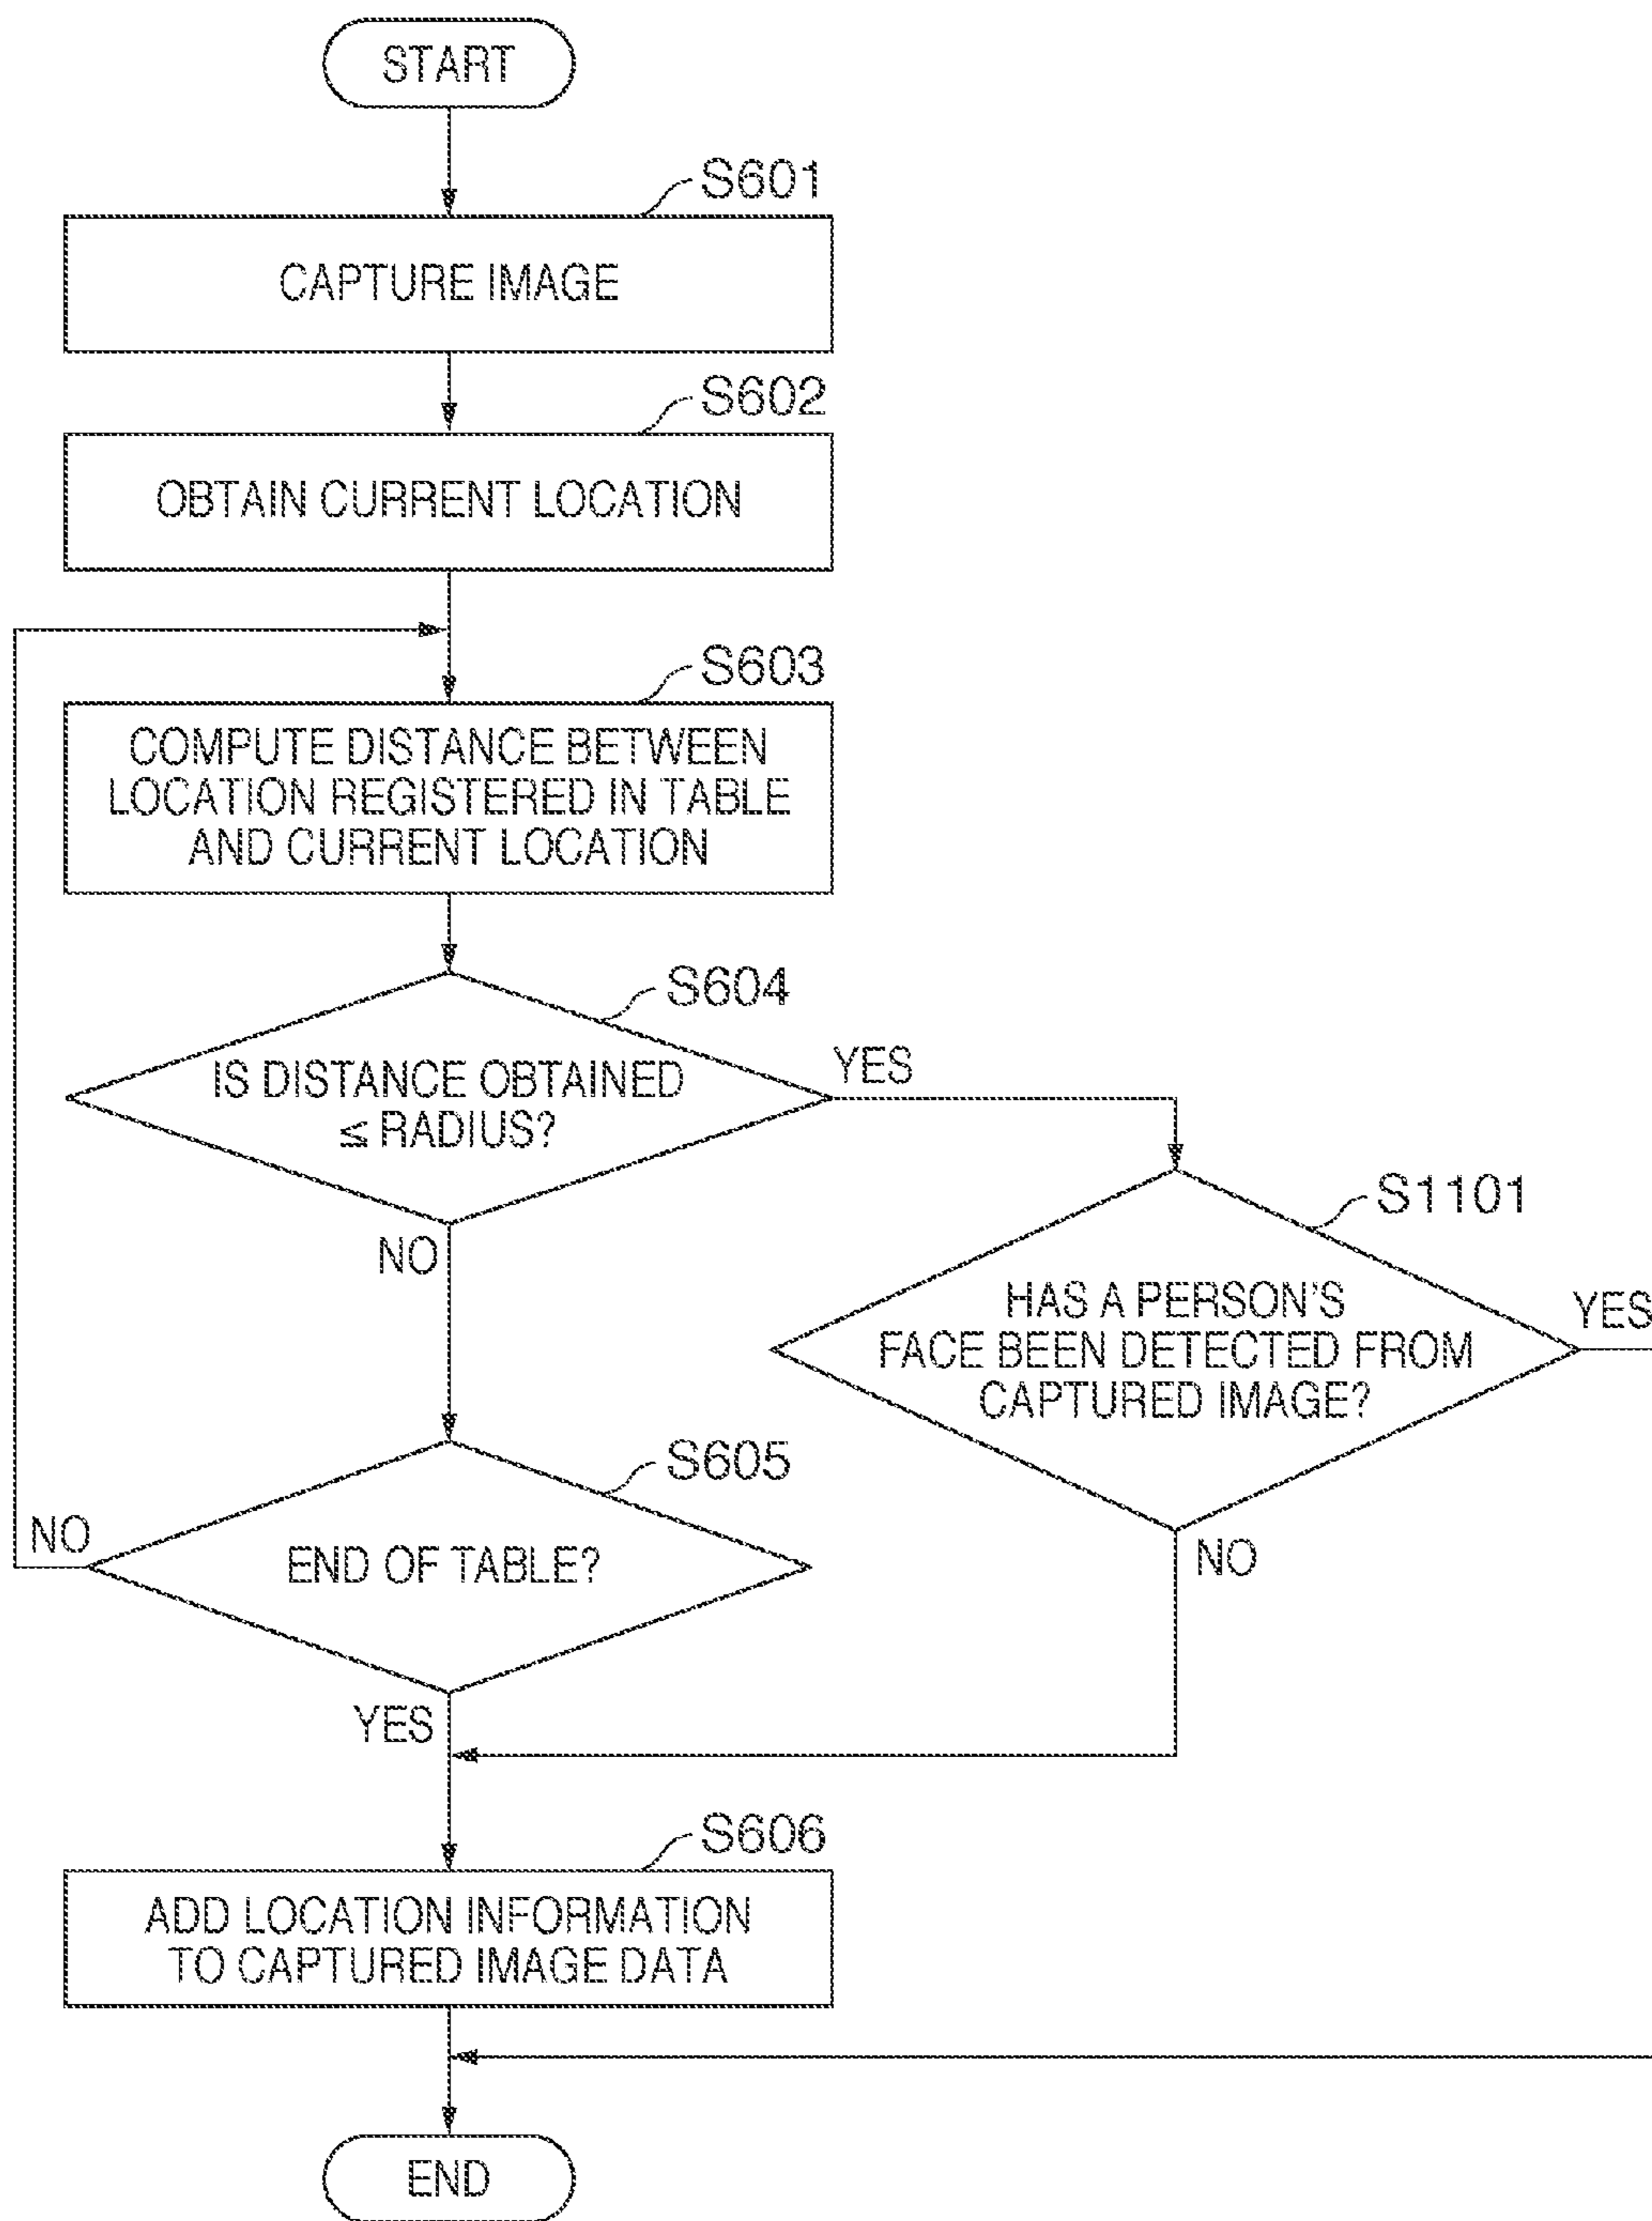 START
S601
CAPTURE IMAGE
S602
OBTAIN CURRENT LOCATION
S603
COMPUTE DISTANCE BETWEEN
LOCATION REGISTERED IN TABLE
AND CURRENT LOCATION
S604
IS DISTANCE OBTAINED
≦ RADIUS?
YES
NO
S1101
HAS A PERSON'S
FACE BEEN DETECTED FROM
CAPTURED IMAGE?
YES
NO
S605
END OF TABLE?
NO
YES
S606
ADD LOCATION INFORMATION
TO CAPTURED IMAGE DATA
END